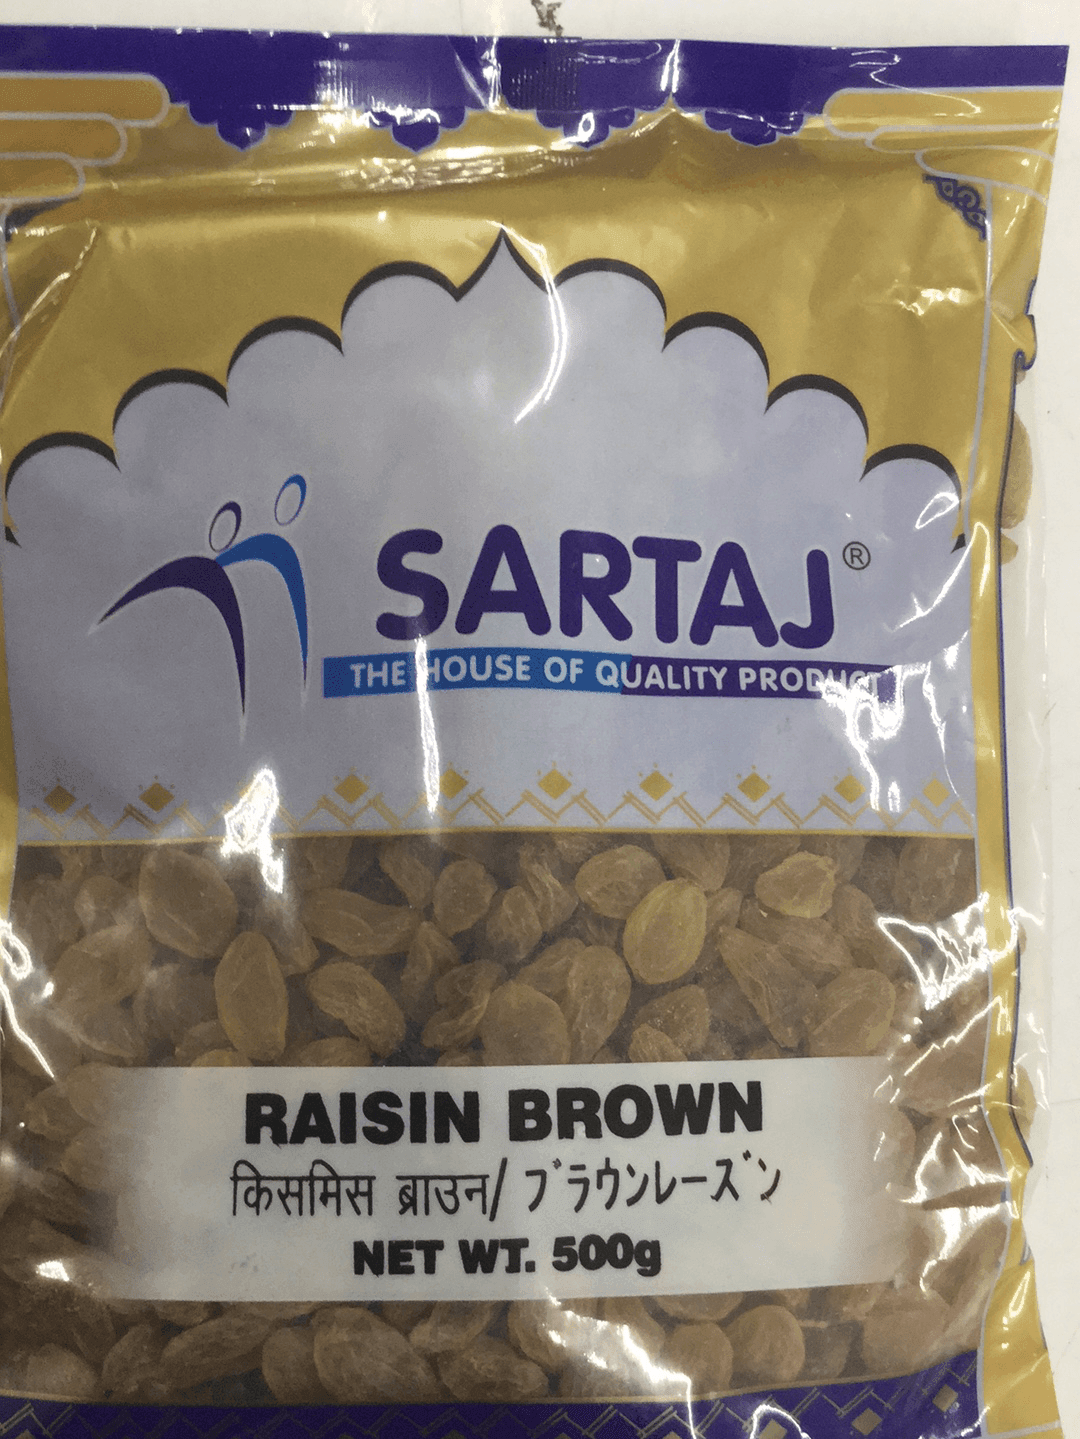 SARTAJ®
THE HOUSE OF QUALITY PRODUCT
RAISIN BROWN
किसमिस ब्राउन/ ブラウンレーズン
NET WT. 500g